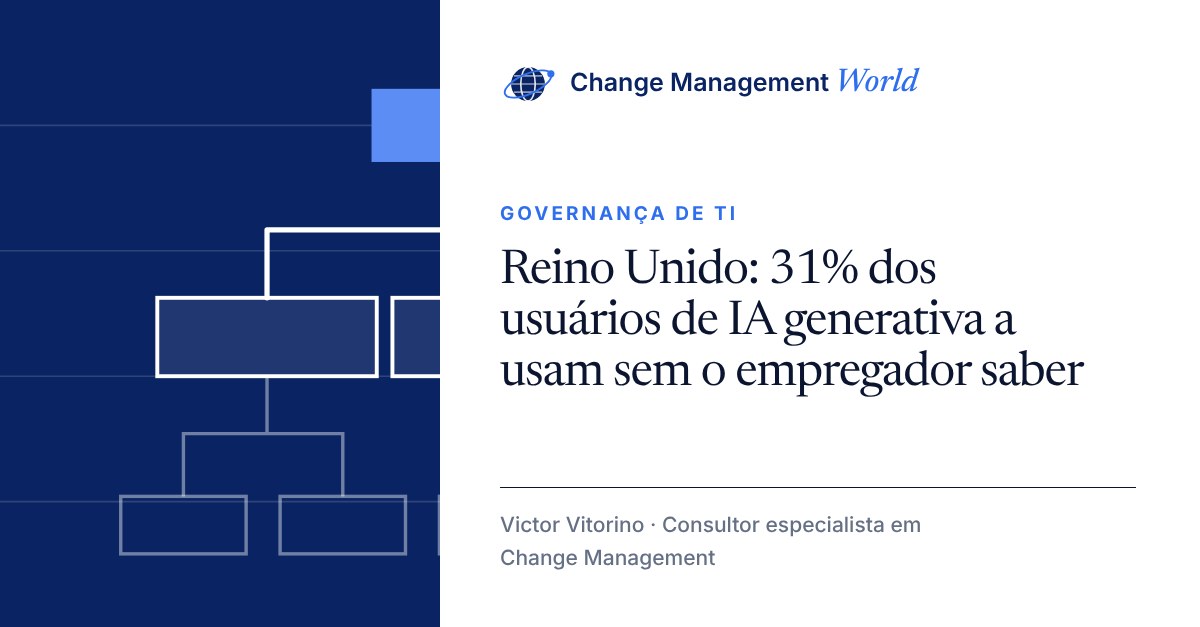 Change Management World
GOVERNANÇA DE TI
Reino Unido: 31% dos
usuários de IA generativa a
usam sem o empregador saber
Victor Vitorino · Consultor especialista em
Change Management